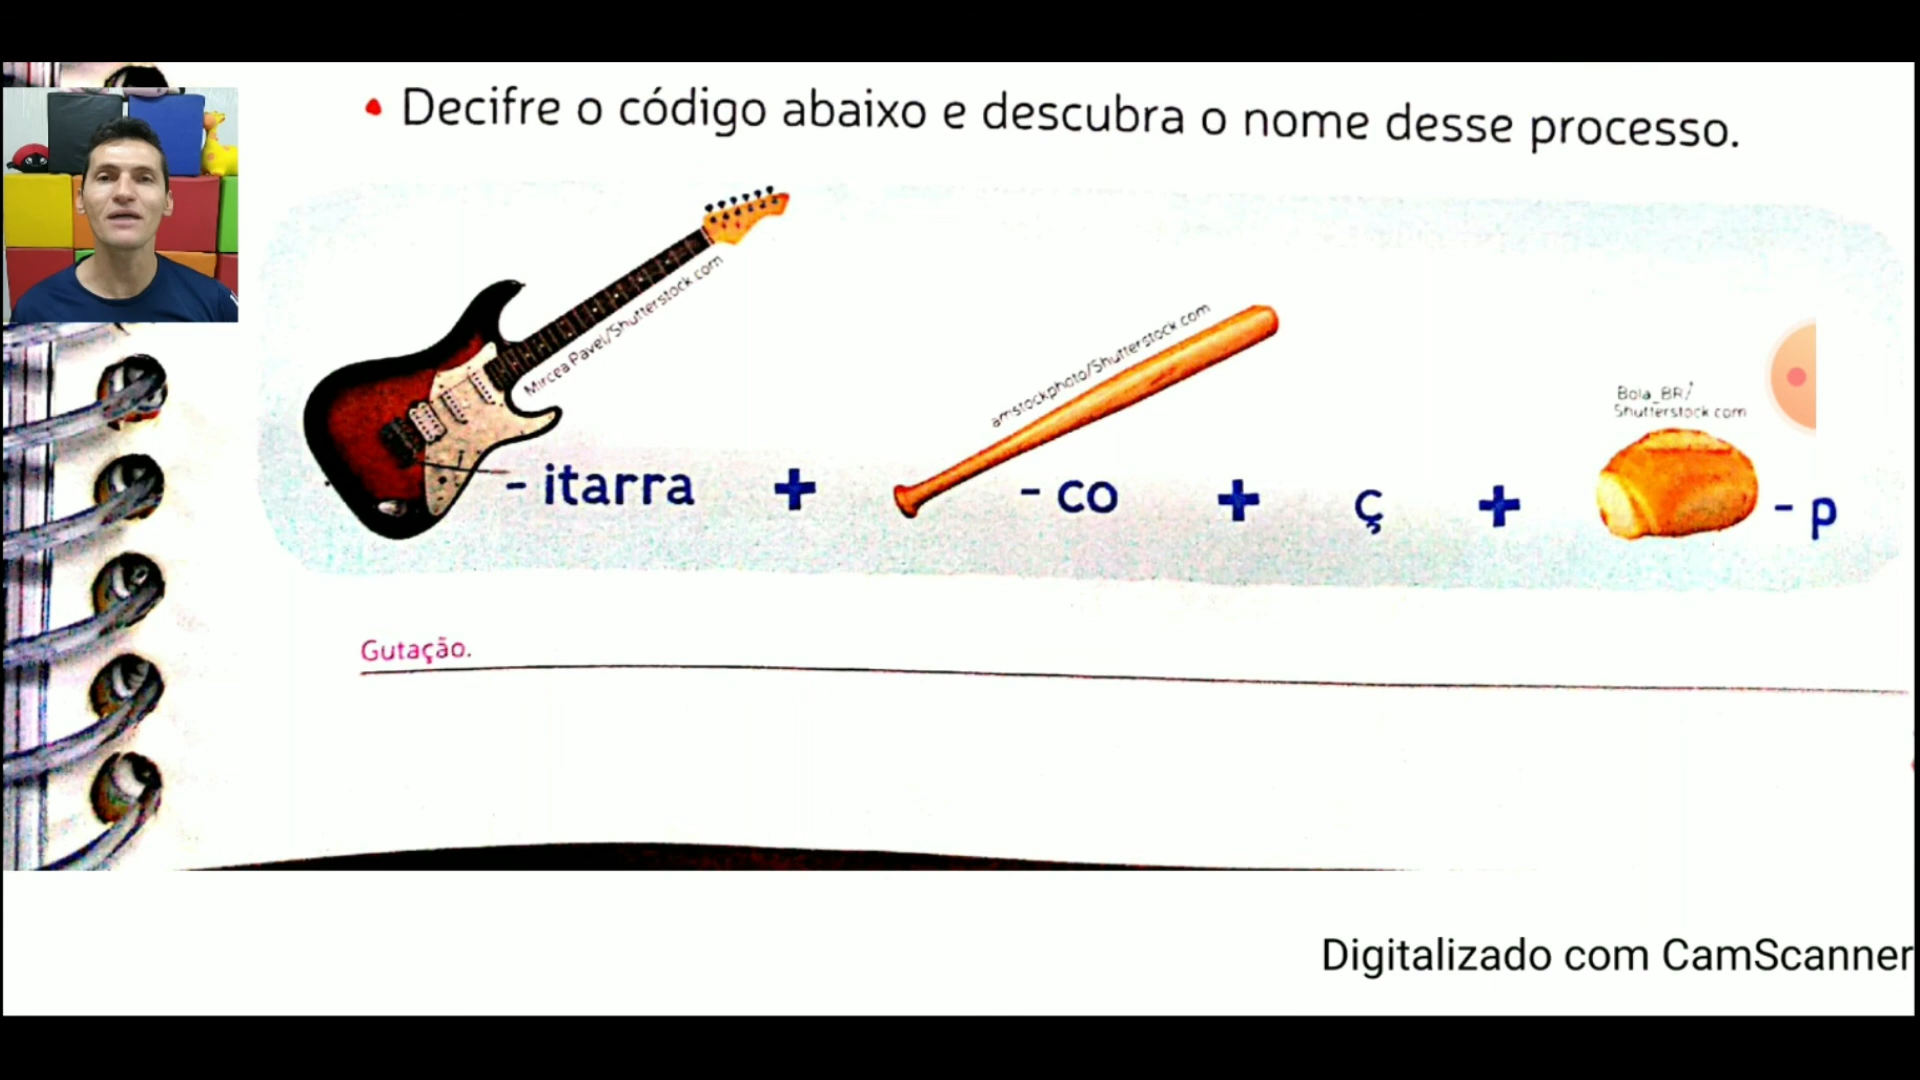 • Decifre o código abaixo e descubra o nome desse processo.
Mircea Pavel/Shutterstock.com
amstockphoto/Shutterstock.com
Bola_BR/
Shutterstock.com
- itarra + - co + ç + - p
Gutação.
Digitalizado com CamScanner